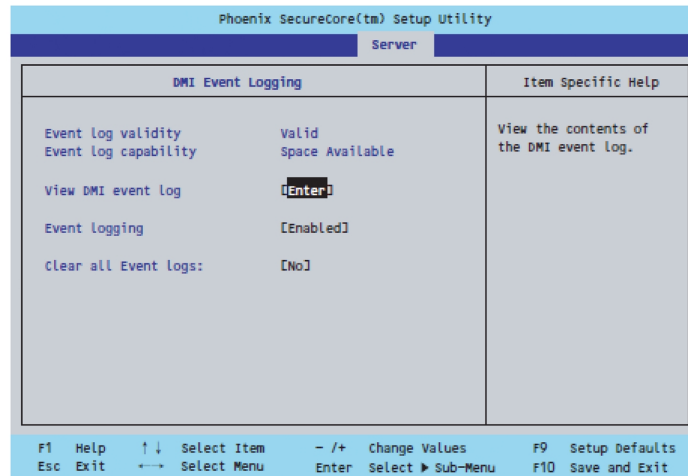 Phoenix SecureCore(tm) Setup Utility
Server
DMI Event Logging
Item Specific Help
Event log validity Valid
Event log capability Space Available
View DMI event log [Enter]
Event logging [Enabled]
Clear all Event logs: [No]
View the contents of
the DMI event log.
F1 Help ↑↓ Select Item - /+ Change Values F9 Setup Defaults
Esc Exit ←→ Select Menu Enter Select ▶ Sub-Menu F10 Save and Exit